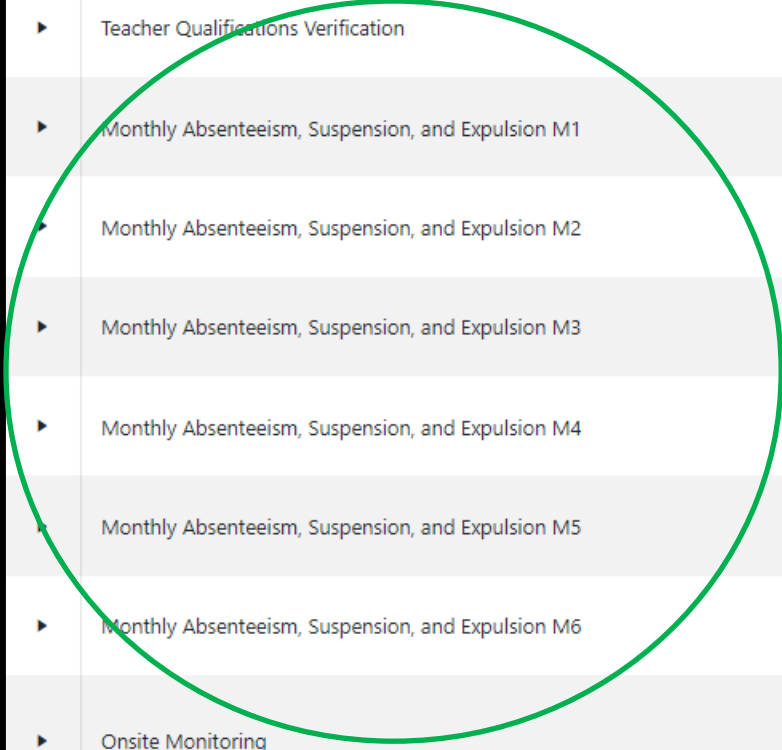 Teacher Qualifications Verification
Monthly Absenteeism, Suspension, and Expulsion M1
Monthly Absenteeism, Suspension, and Expulsion M2
Monthly Absenteeism, Suspension, and Expulsion M3
Monthly Absenteeism, Suspension, and Expulsion M4
Monthly Absenteeism, Suspension, and Expulsion M5
Monthly Absenteeism, Suspension, and Expulsion M6
Onsite Monitoring